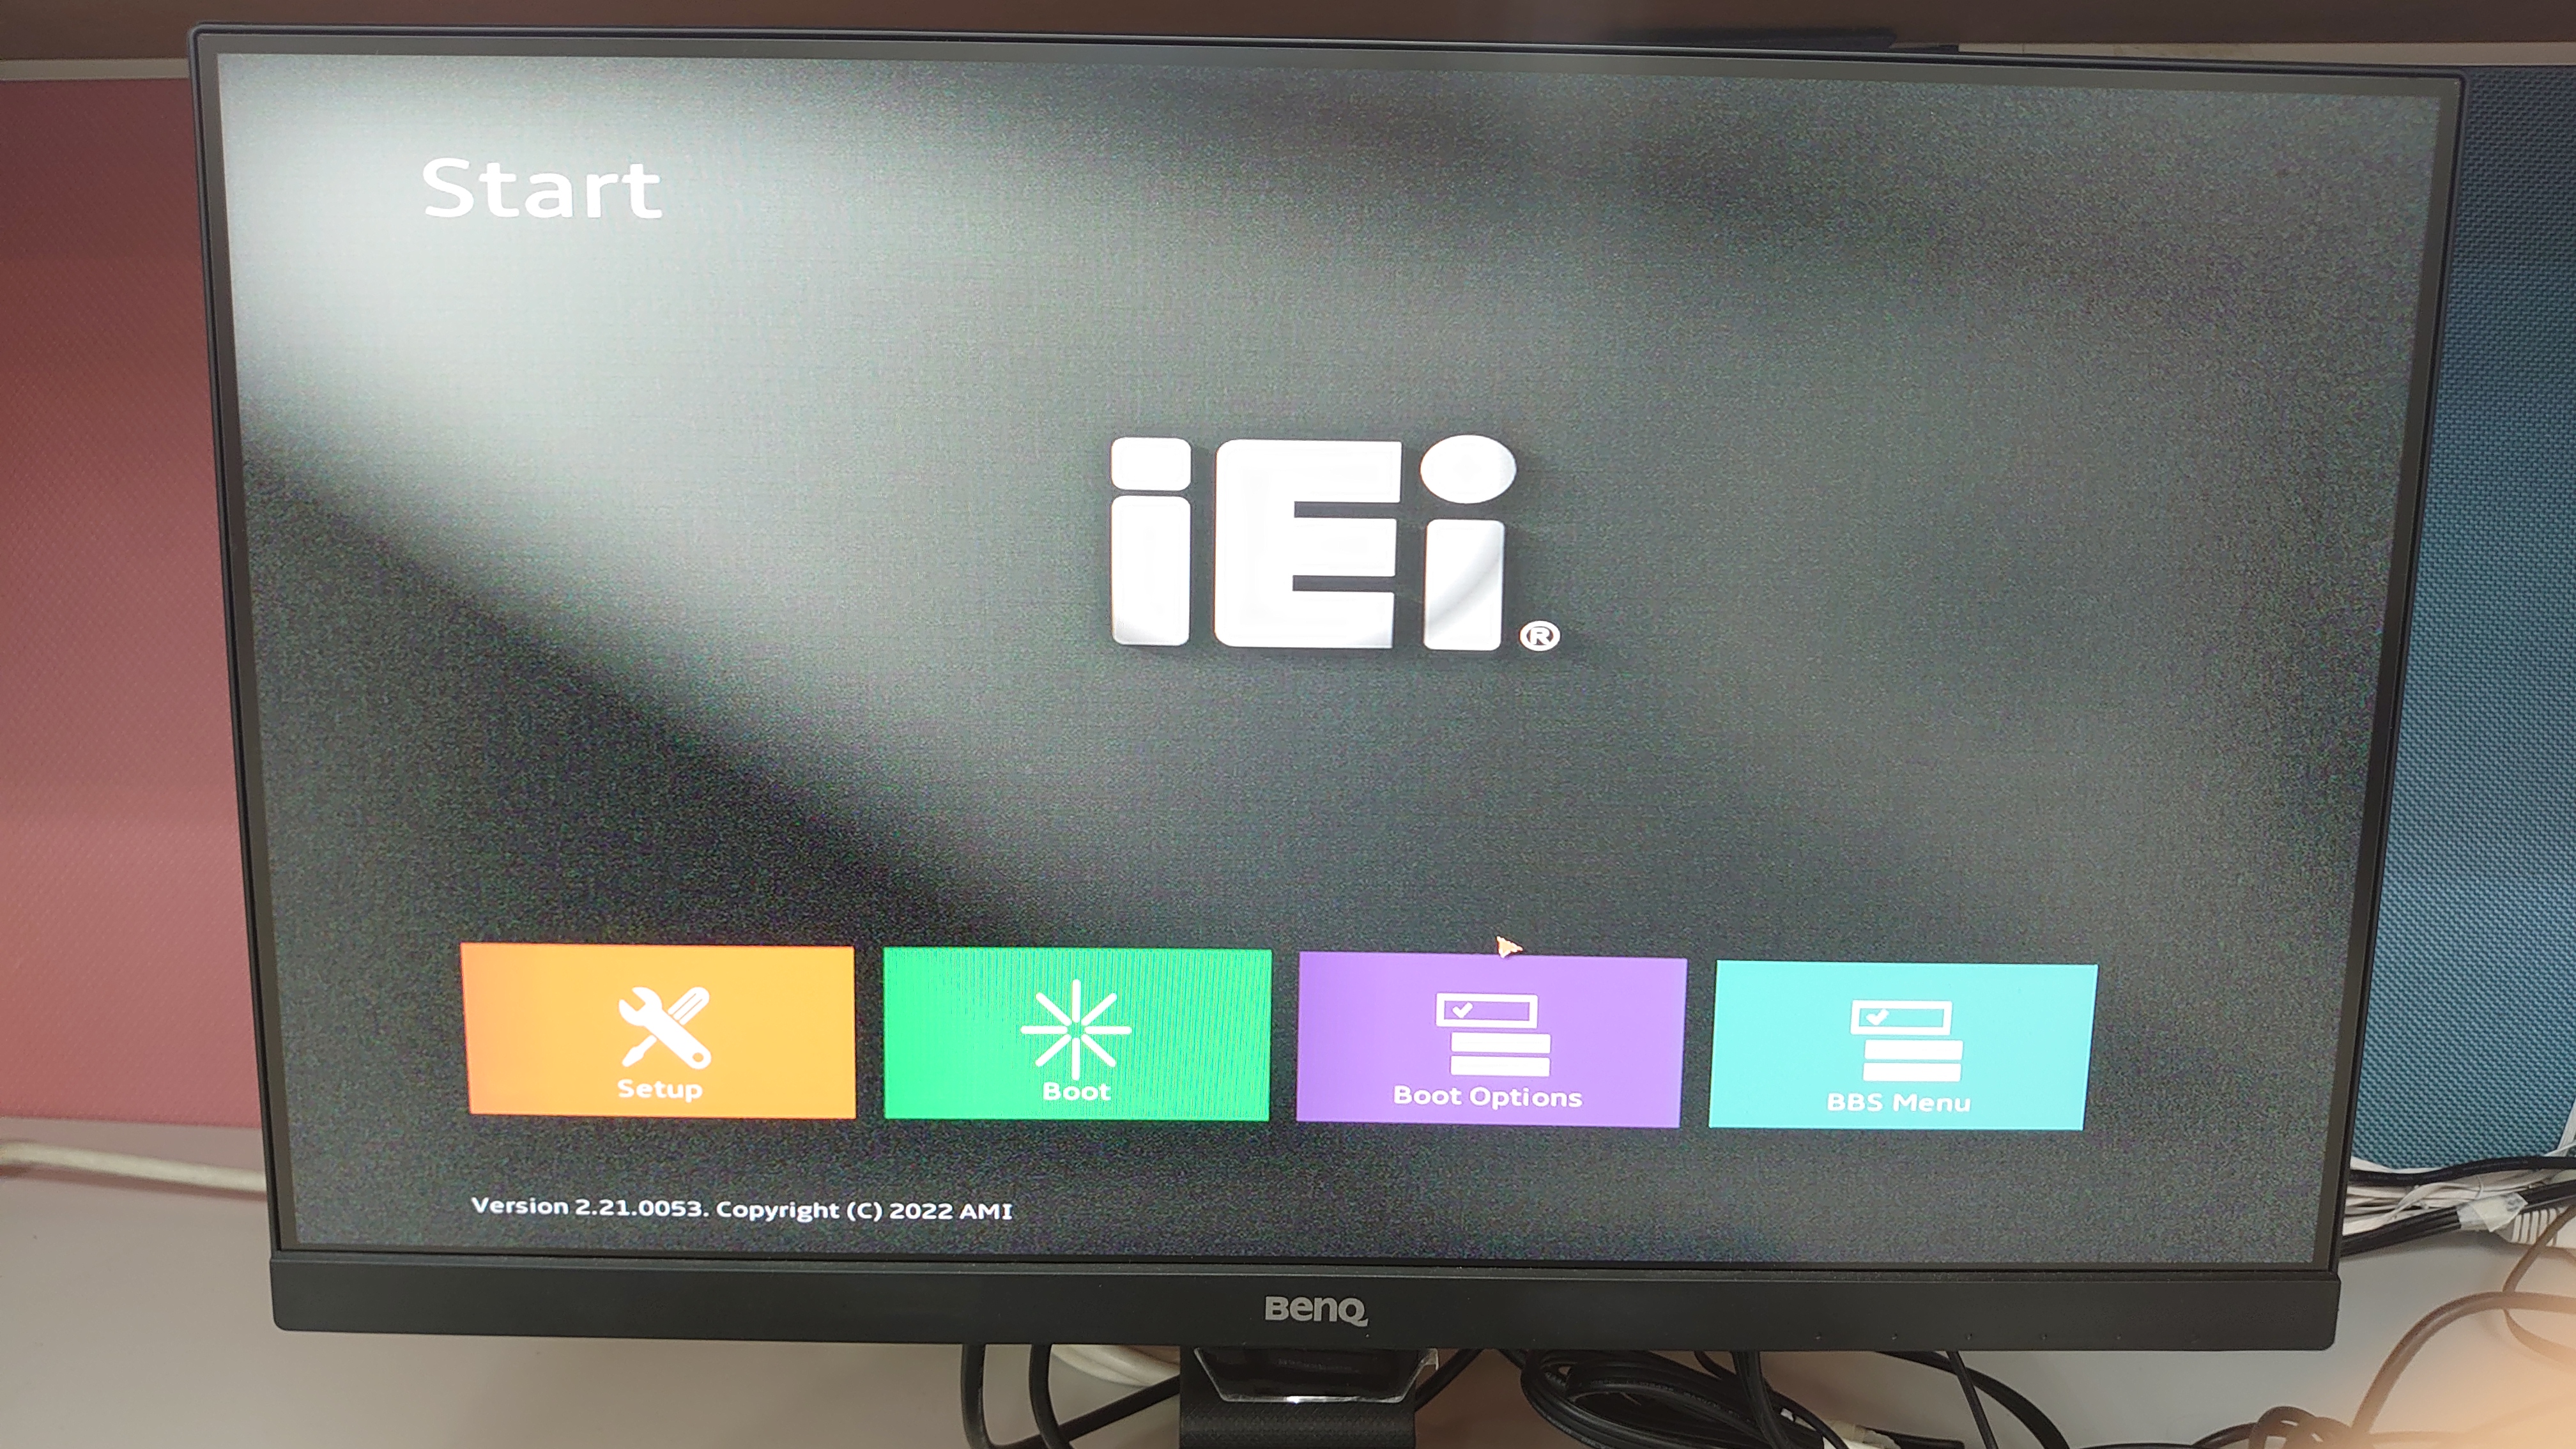 Start
iEi®
Setup
Boot
Boot Options
BBS Menu
Version 2.21.0053. Copyright (C) 2022 AMI
BenQ